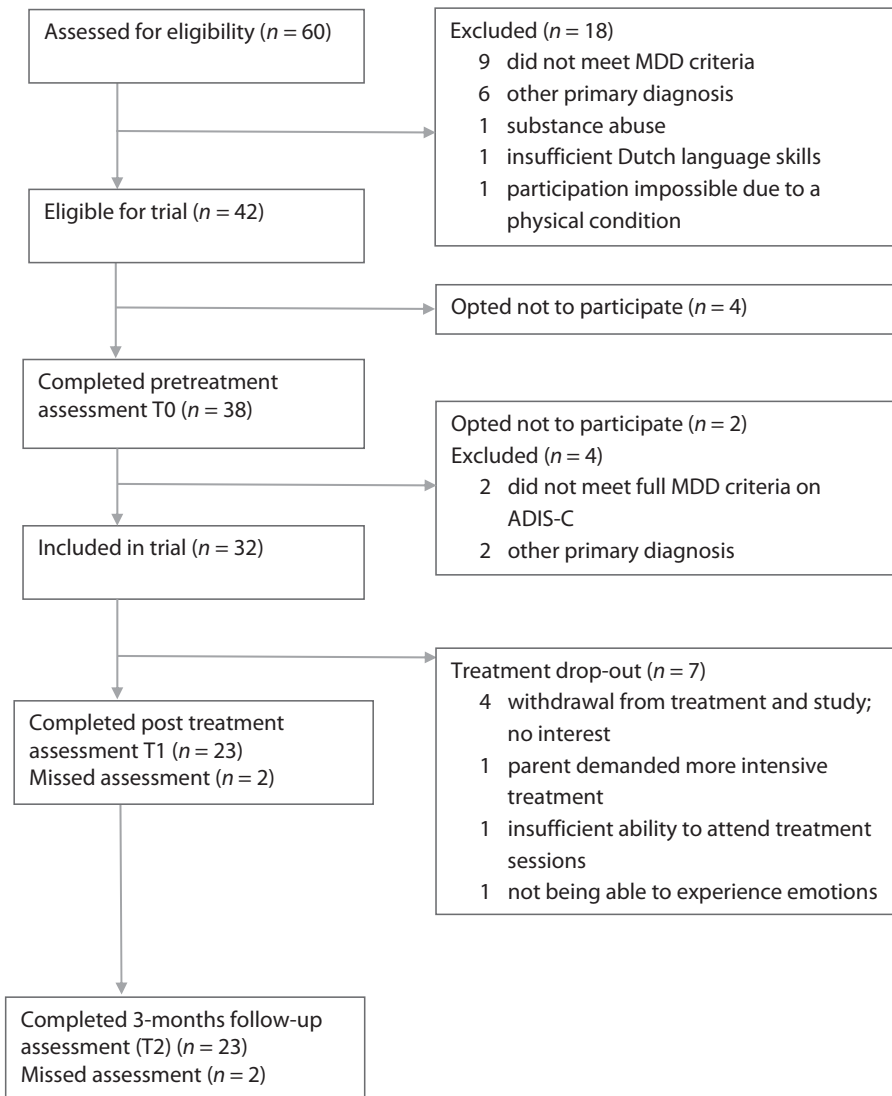 Assessed for eligibility (n = 60)
Excluded (n = 18)
9 did not meet MDD criteria
6 other primary diagnosis
1 substance abuse
1 insufficient Dutch language skills
1 participation impossible due to a
physical condition
Eligible for trial (n = 42)
Opted not to participate (n = 4)
Completed pretreatment
assessment T0 (n = 38)
Opted not to participate (n = 2)
Excluded (n = 4)
2 did not meet full MDD criteria on
ADIS-C
2 other primary diagnosis
Included in trial (n = 32)
Treatment drop-out (n = 7)
4 withdrawal from treatment and study;
no interest
1 parent demanded more intensive
treatment
1 insufficient ability to attend treatment
sessions
1 not being able to experience emotions
Completed post treatment
assessment T1 (n = 23)
Missed assessment (n = 2)
Completed 3-months follow-up
assessment (T2) (n = 23)
Missed assessment (n = 2)